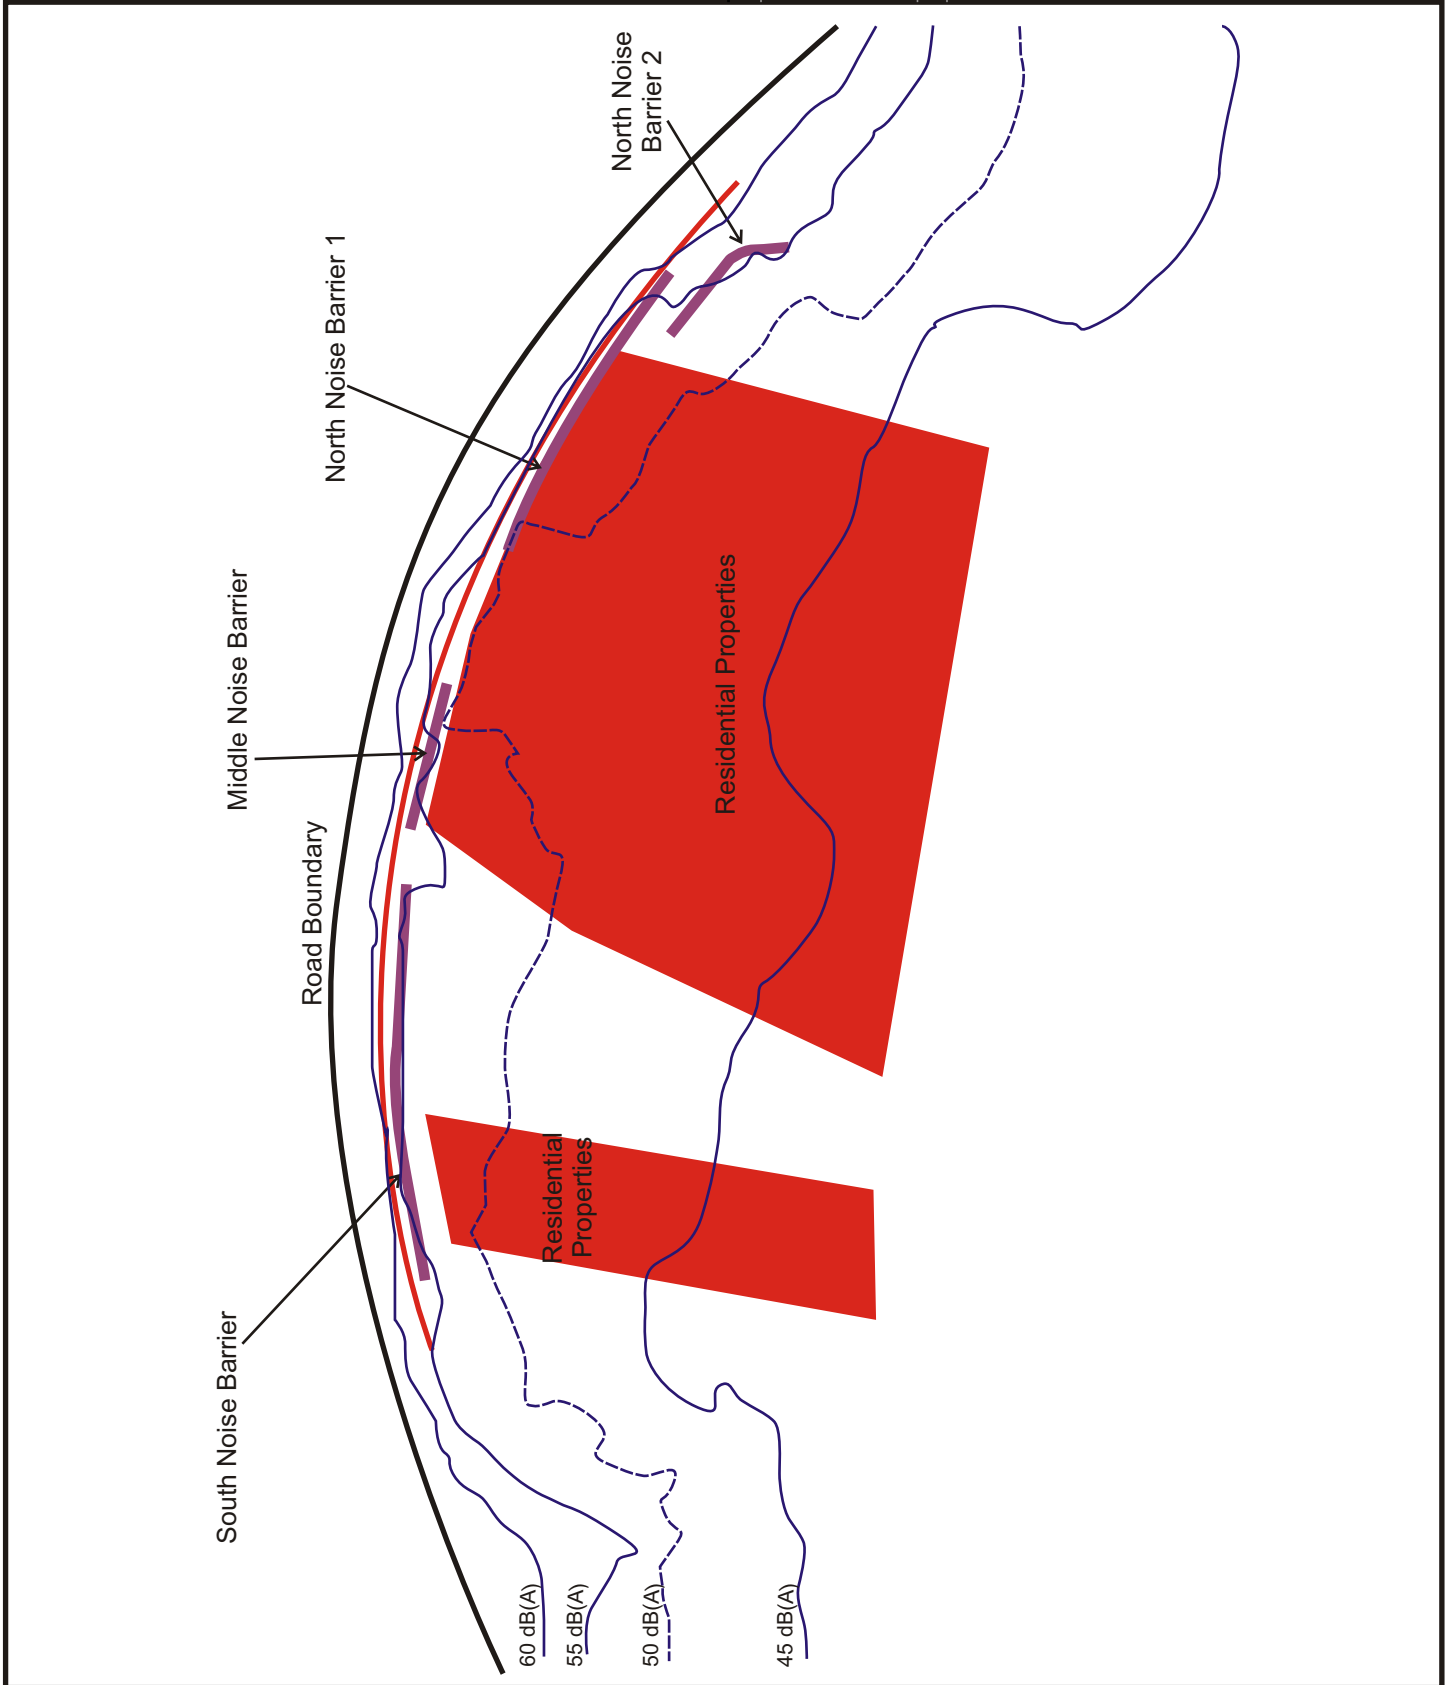 North Noise
Barrier 2
North Noise Barrier 1
Middle Noise Barrier
Road Boundary
South Noise Barrier
Residential Properties
Residential
Properties
60 dB(A)
55 dB(A)
50 dB(A)
45 dB(A)